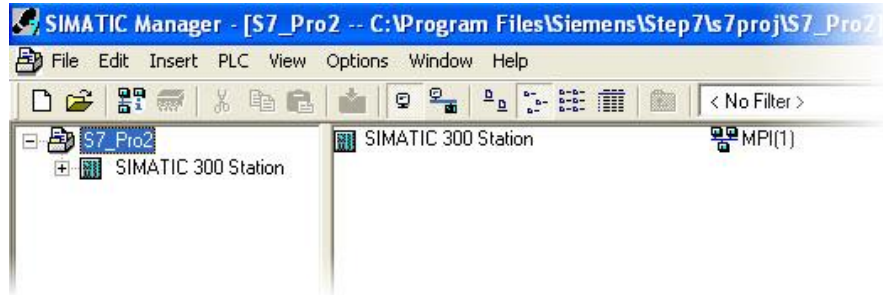 SIMATIC Manager - [S7_Pro2 -- C:\Program Files\Siemens\Step7\s7proj\S7_Pro2]
File Edit Insert PLC View Options Window Help
< No Filter >
S7_Pro2
SIMATIC 300 Station
SIMATIC 300 Station
MPI(1)